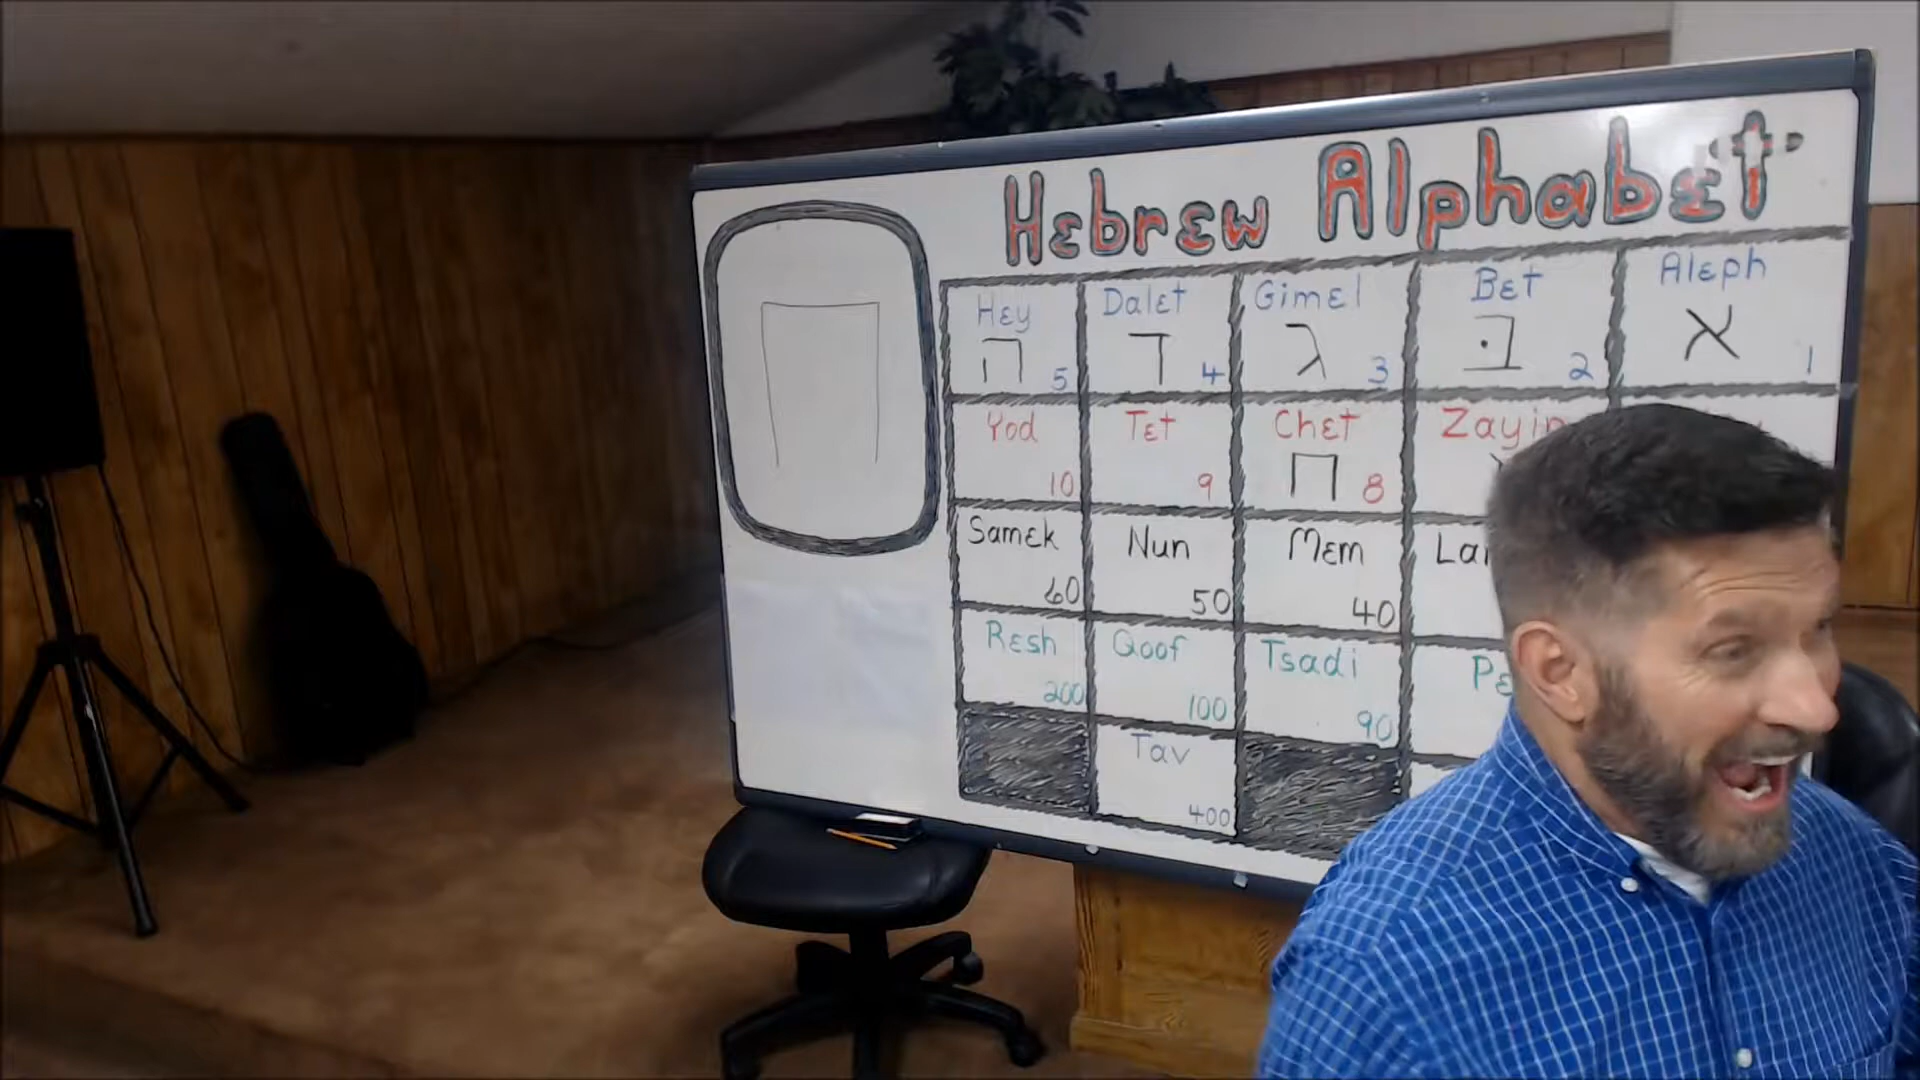 Hebrew Alphabet
Hey Dalet Gimel Bet Aleph
ה 5 ד 4 ג 3 בּ 2 א 1
Yod Tet Chet Zayin
10 9 ח 8
Samek Nun Mem
60 50 40
Resh Qoof Tsadi
200 100 90
Tav
400
ח